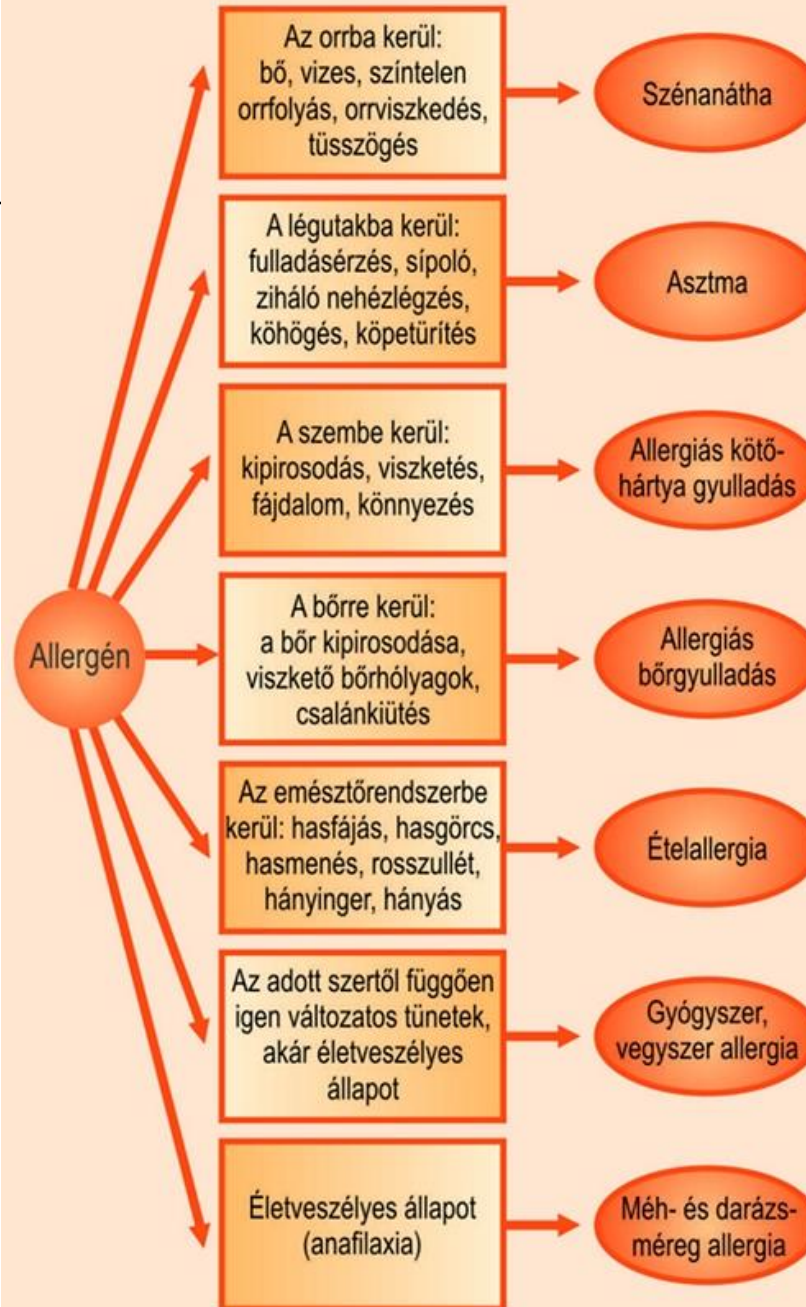 Az orrba kerül:
bő, vizes, színtelen
orrfolyás, orrviszkedés,
tüsszögés
Szénanátha
A légutakba kerül:
fulladásérzés, sípoló,
ziháló nehézlégzés,
köhögés, köpetürítés
Asztma
A szembe kerül:
kipirosodás, viszketés,
fájdalom, könnyezés
Allergiás kötő-
hártya gyulladás
Allergén
A bőrre kerül:
a bőr kipirosodása,
viszkető bőrhólyagok,
csalánkiütés
Allergiás
bőrgyulladás
Az emésztőrendszerbe
kerül: hasfájás, hasgörcs,
hasmenés, rosszullét,
hányinger, hányás
Ételallergia
Az adott szertől függően
igen változatos tünetek,
akár életveszélyes
állapot
Gyógyszer,
vegyszer allergia
Életveszélyes állapot
(anafilaxia)
Méh- és darázs-
méreg allergia